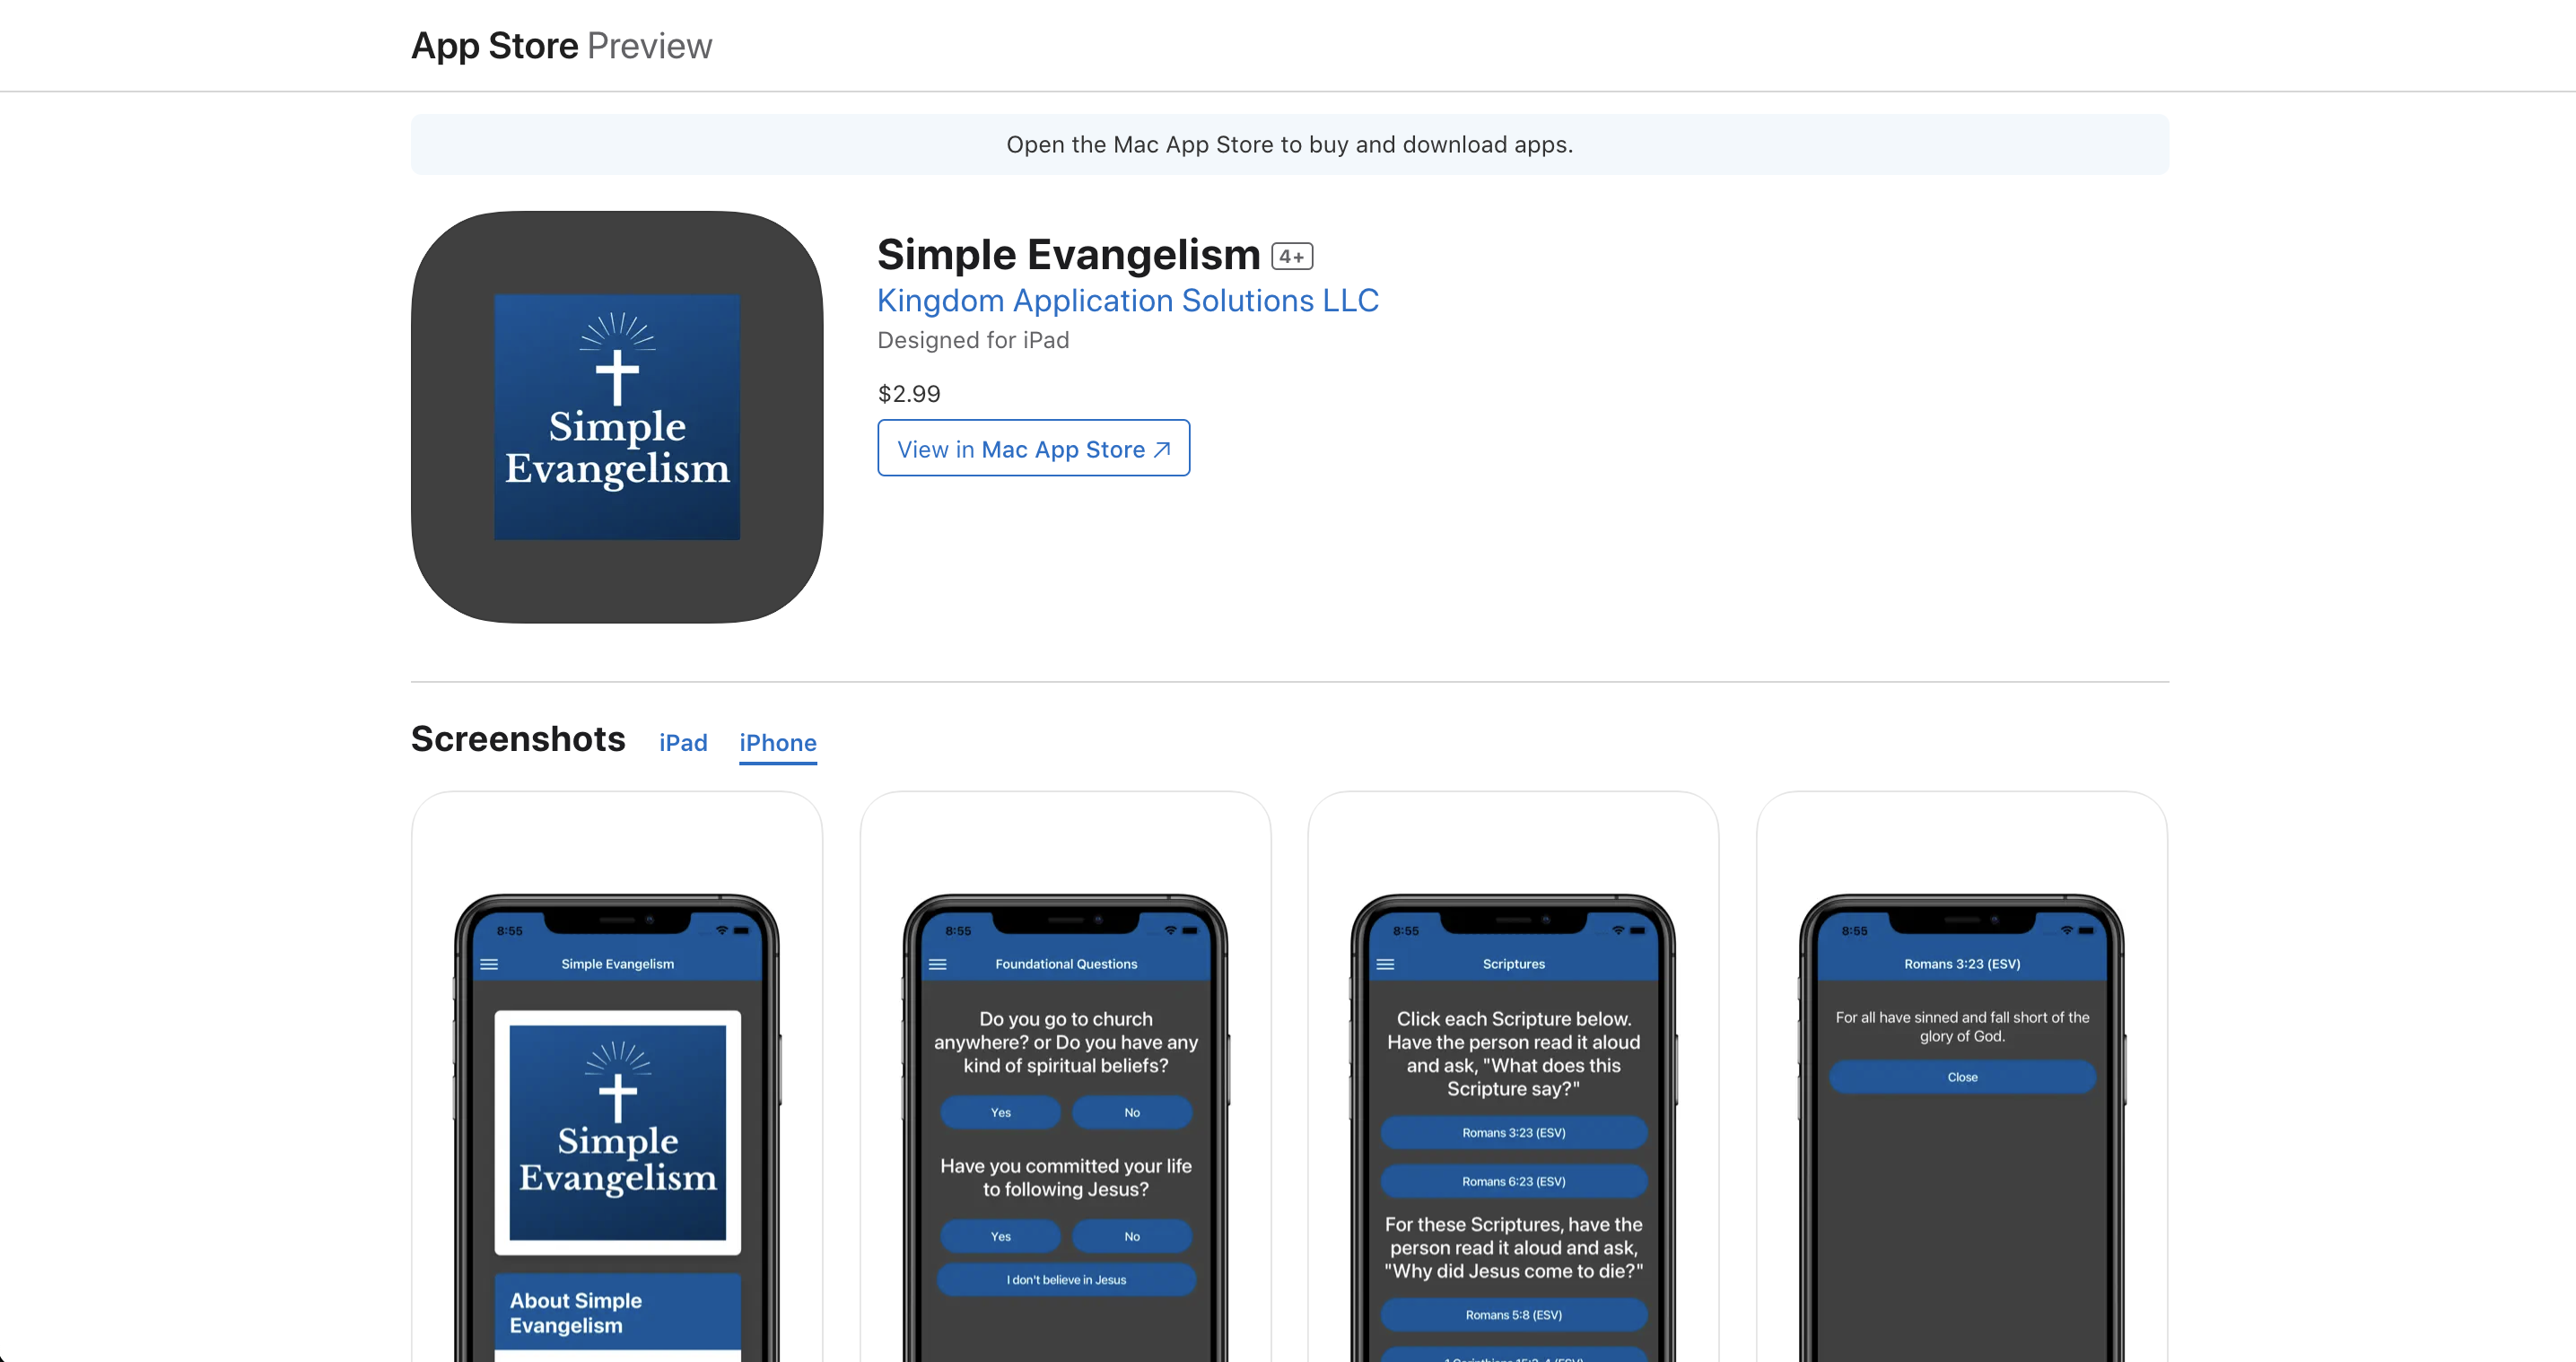 App Store Preview
Open the Mac App Store to buy and download apps.
Simple
Evangelism
Simple Evangelism 4+
Kingdom Application Solutions LLC
Designed for iPad
$2.99
View in Mac App Store
Screenshots iPad iPhone
8:55
Simple Evangelism
Simple
Evangelism
About Simple
Evangelism
8:55
Foundational Questions
Do you go to church
anywhere? or Do you have any
kind of spiritual beliefs?
Yes No
Have you committed your life
to following Jesus?
Yes No
I don't believe in Jesus
8:55
Scriptures
Click each Scripture below.
Have the person read it aloud
and ask, "What does this
Scripture say?"
Romans 3:23 (ESV)
Romans 6:23 (ESV)
For these Scriptures, have the
person read it aloud and ask,
"Why did Jesus come to die?"
Romans 5:8 (ESV)
8:55
Romans 3:23 (ESV)
For all have sinned and fall short of the
glory of God.
Close